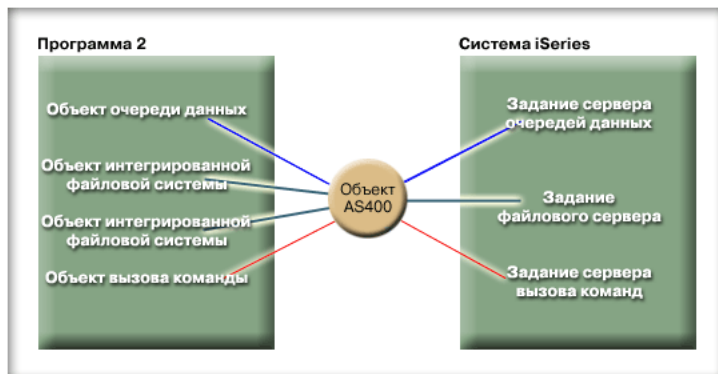 Программа 2
Объект очереди данных
Объект интегрированной
файловой системы
Объект интегрированной
файловой системы
Объект вызова команды
Объект
AS400
Система iSeries
Задание сервера
очередей данных
Задание
файлового сервера
Задание сервера
вызова команд